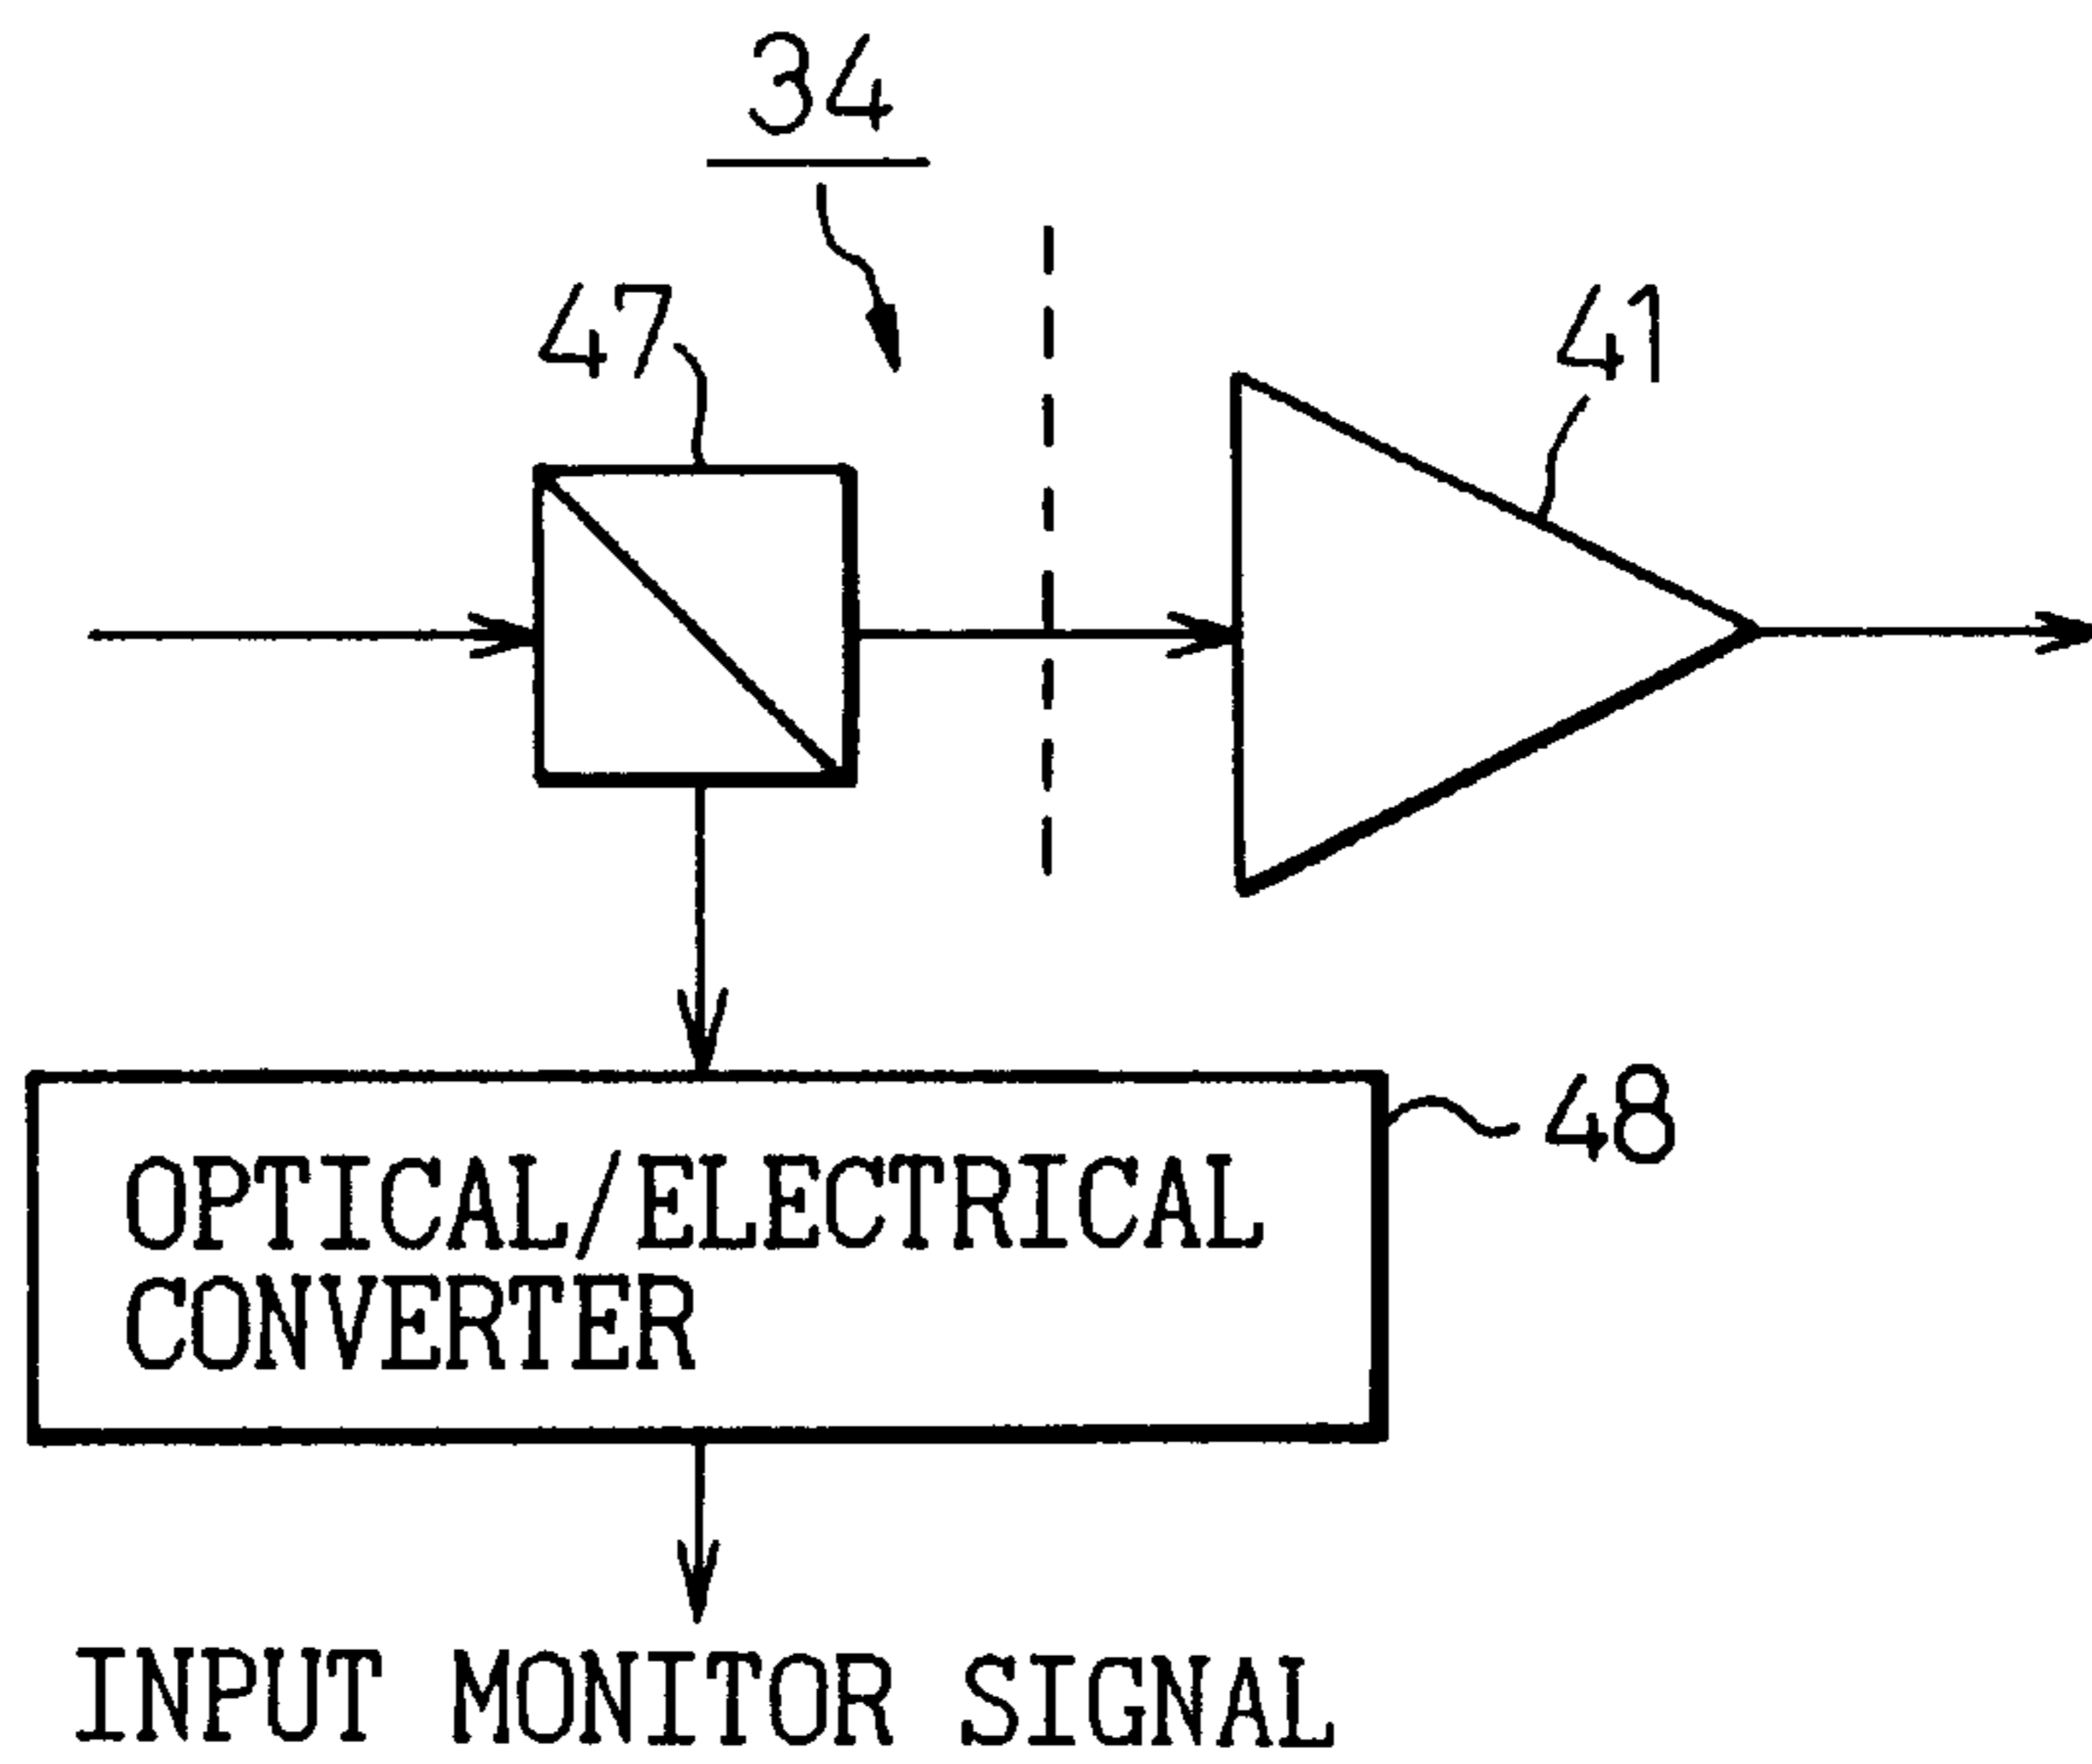 34
47
41
48
OPTICAL/ELECTRICAL
CONVERTER
INPUT MONITOR SIGNAL